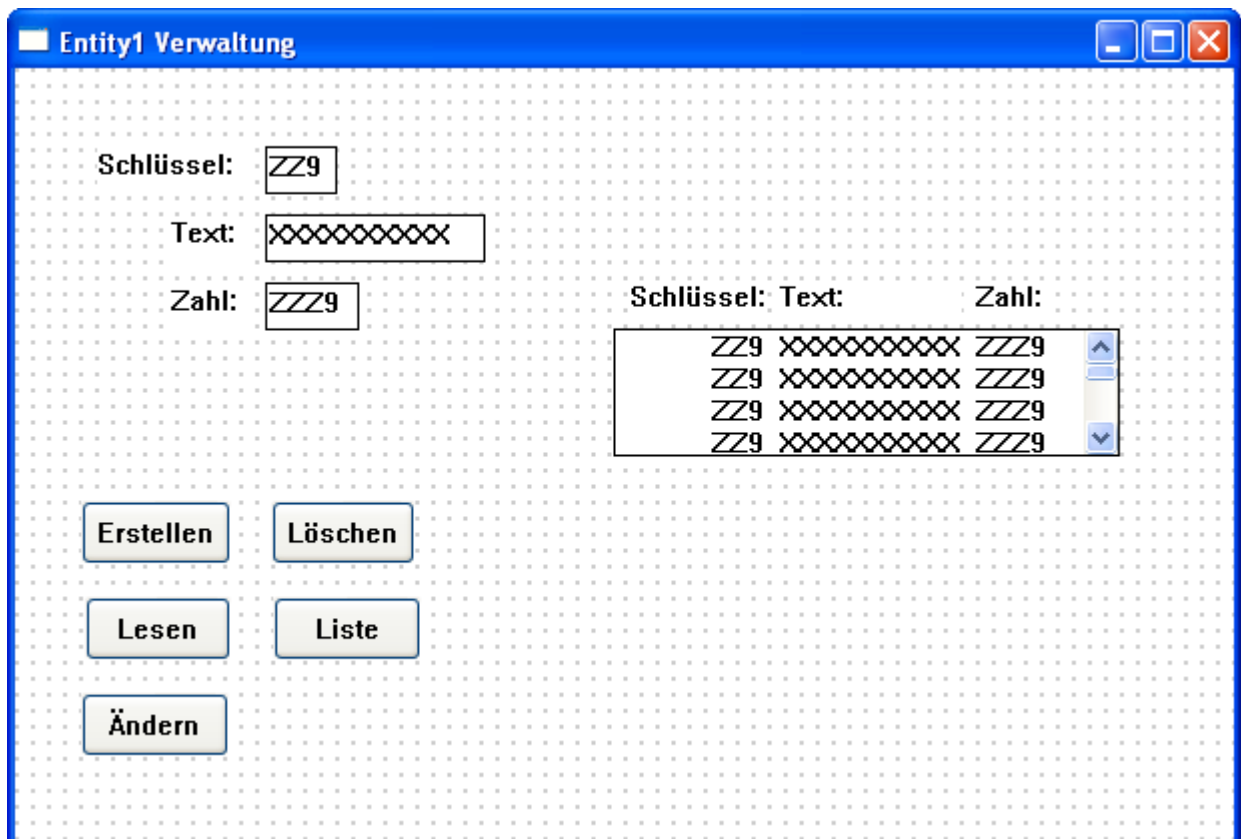 Entity1 Verwaltung
Schlüssel: ZZ9
Text: XXXXXXXXXX
Zahl: ZZZ9
Schlüssel: Text: Zahl:
ZZ9 XXXXXXXXXX ZZZ9
ZZ9 XXXXXXXXXX ZZZ9
ZZ9 XXXXXXXXXX ZZZ9
ZZ9 XXXXXXXXXX ZZZ9
Erstellen Löschen
Lesen Liste
Ändern